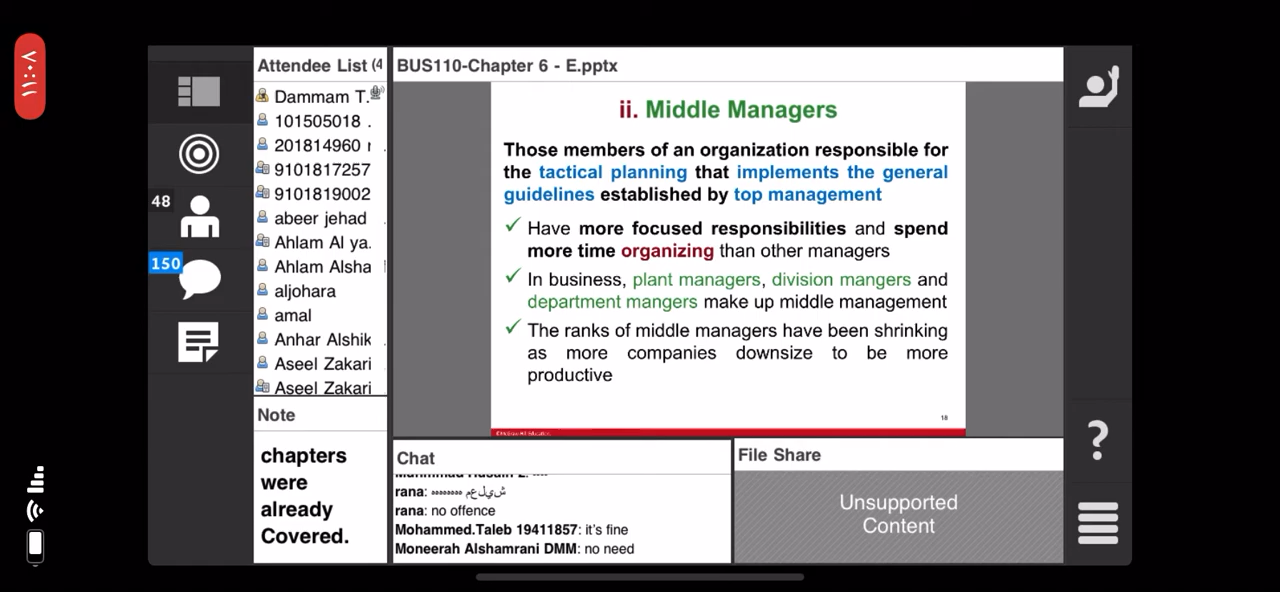 ٧:١١
Attendee List (4
BUS110-Chapter 6 - E.pptx
Dammam T.
101505018 .
201814960
9101817257
9101819002
abeer jehad
Ahlam Al ya.
Ahlam Alsha
aljohara
amal
Anhar Alshik
Aseel Zakari
Aseel Zakari
48
150
ii. Middle Managers
Those members of an organization responsible for
the tactical planning that implements the general
guidelines established by top management
✓ Have more focused responsibilities and spend
more time organizing than other managers
✓ In business, plant managers, division mangers and
department mangers make up middle management
✓ The ranks of middle managers have been shrinking
as more companies downsize to be more
productive
18
Note
chapters
were
already
Covered.
Chat
rana: شيلعم
rana: no offence
Mohammed.Taleb 19411857: it's fine
Moneerah Alshamrani DMM: no need
File Share
Unsupported
Content
?